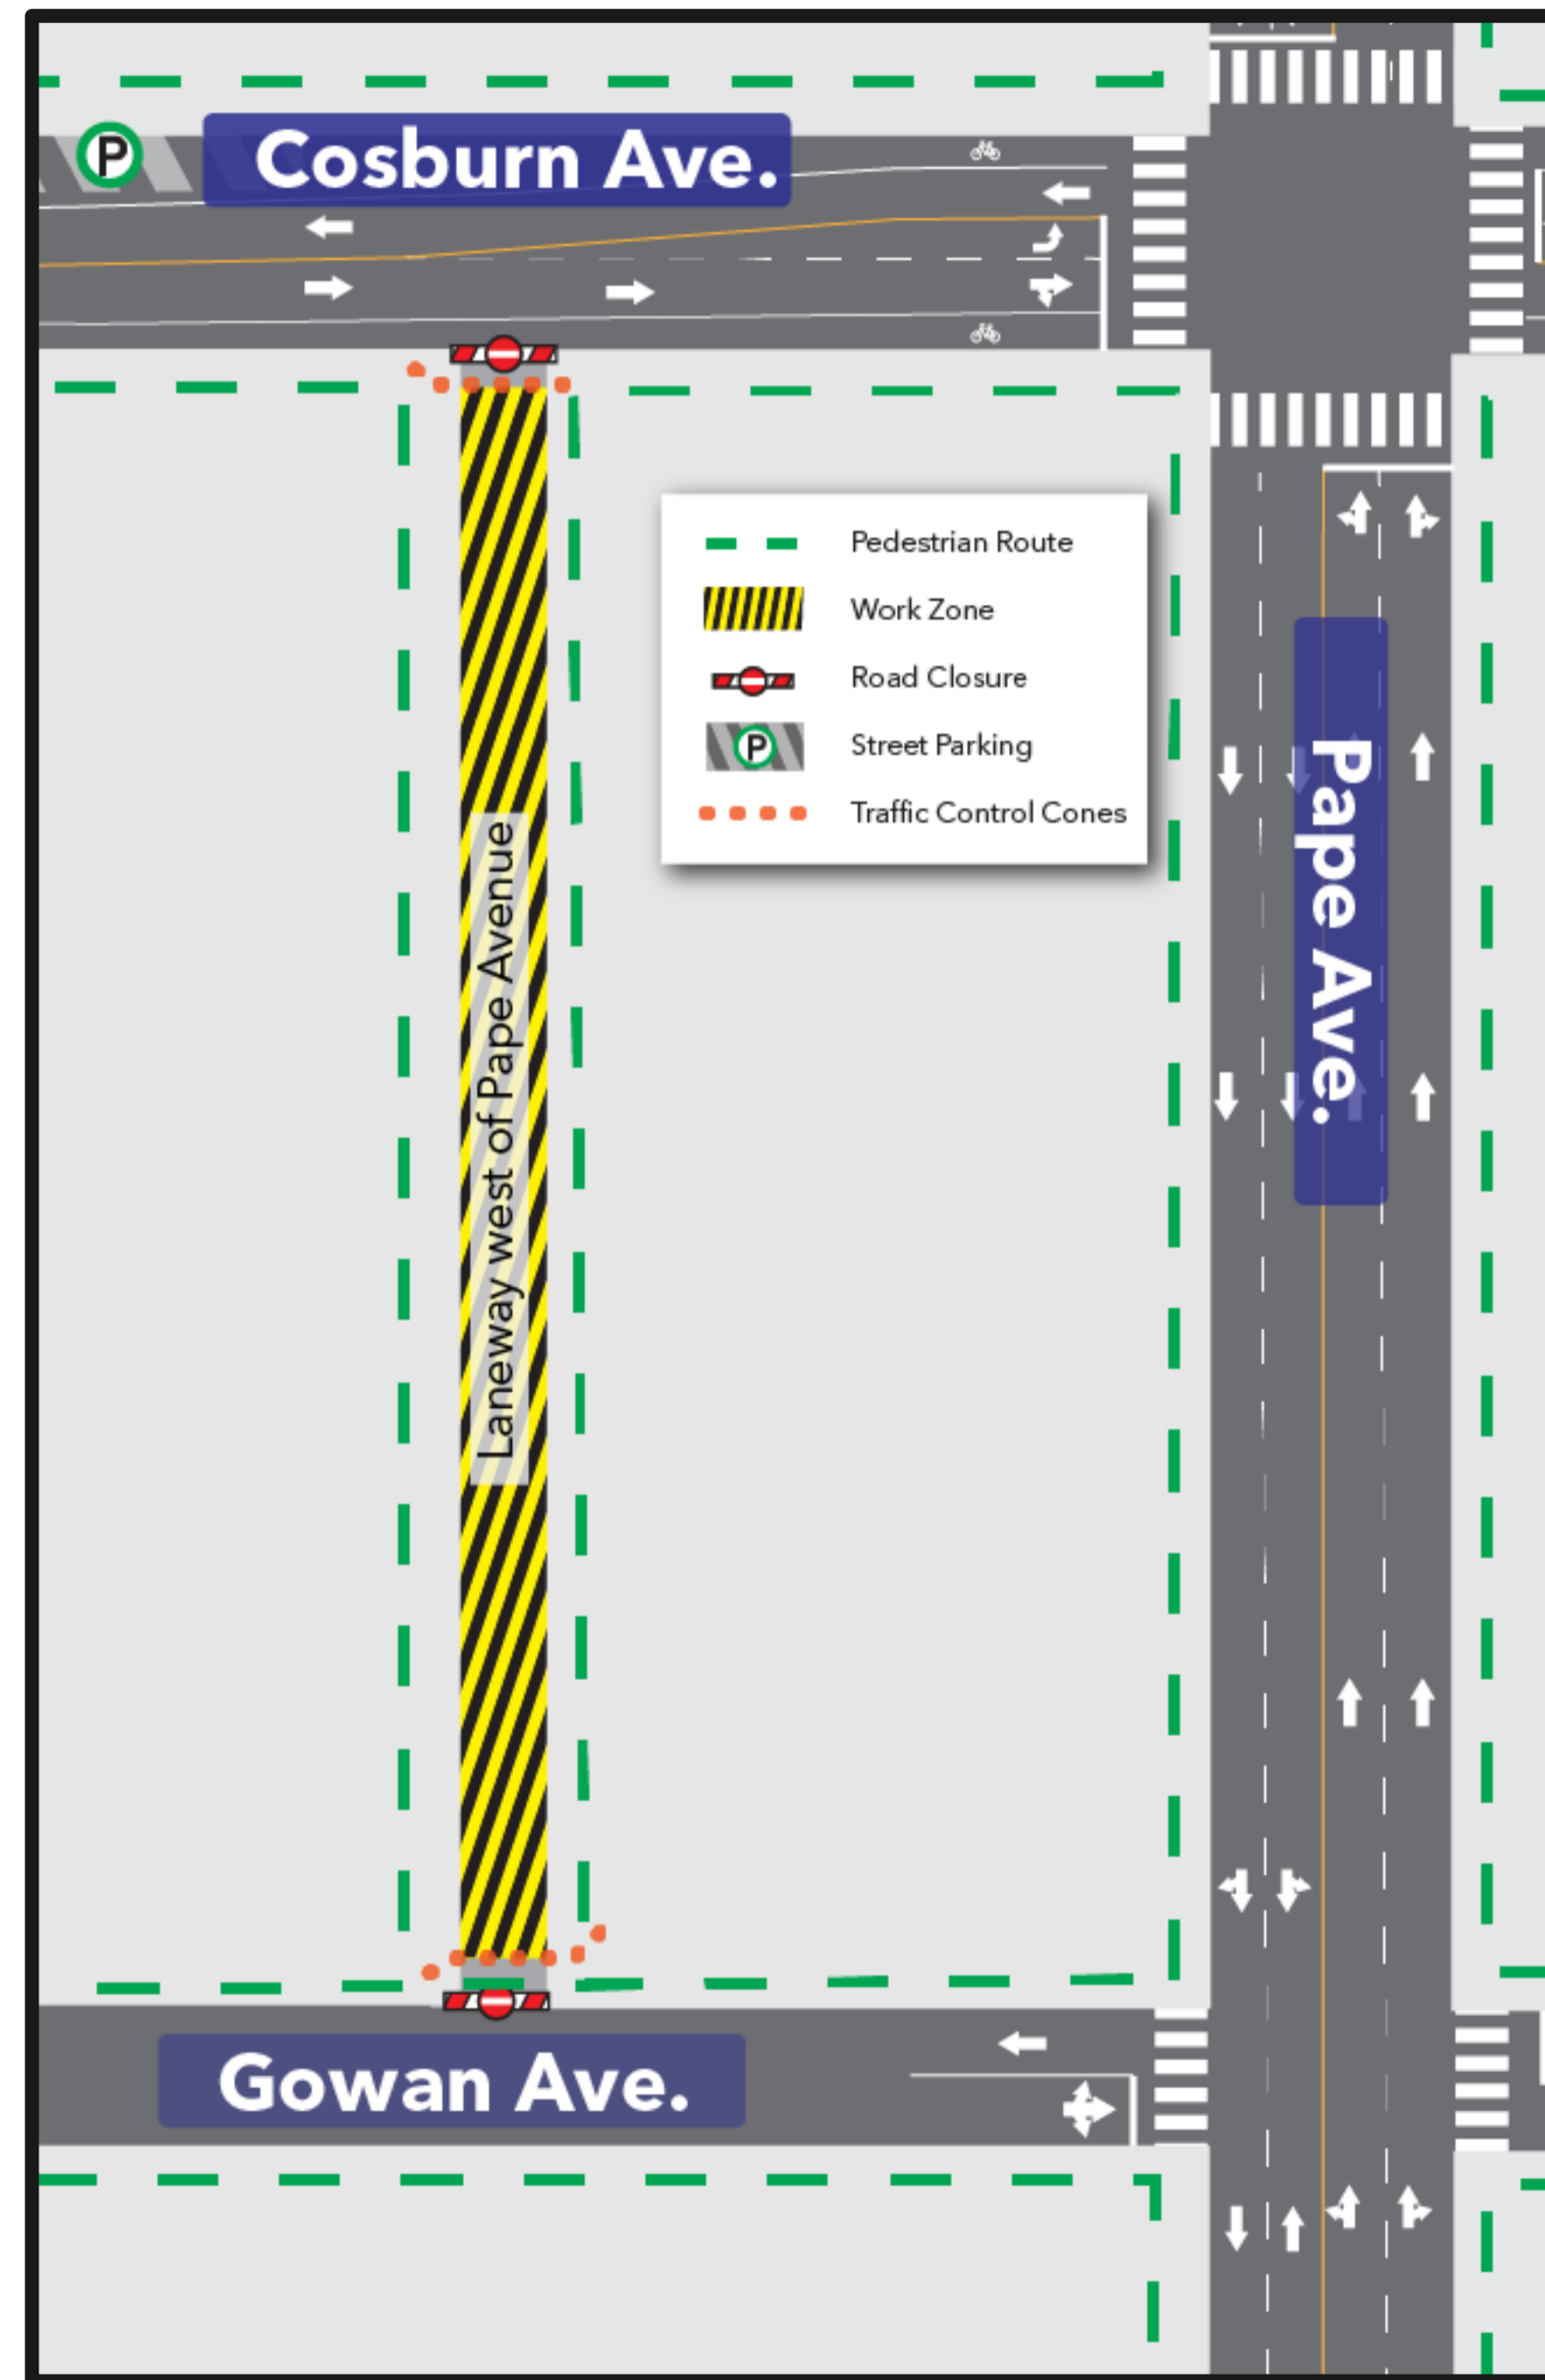 P
Cosburn Ave.
Pedestrian Route
Work Zone
Road Closure
P
Street Parking
Traffic Control Cones
Pape Ave.
Laneway west of Pape Avenue
Gowan Ave.